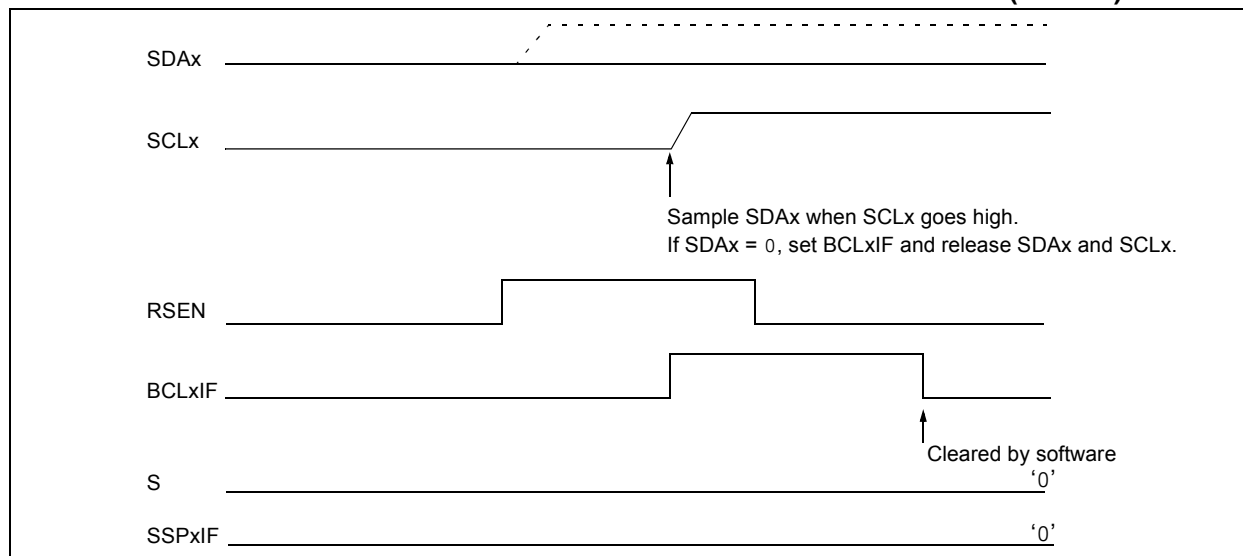 SDAx
SCLx
Sample SDAx when SCLx goes high.
If SDAx = 0, set BCLxIF and release SDAx and SCLx.
RSEN
BCLxIF
Cleared by software
S ‘0’
SSPxIF ‘0’